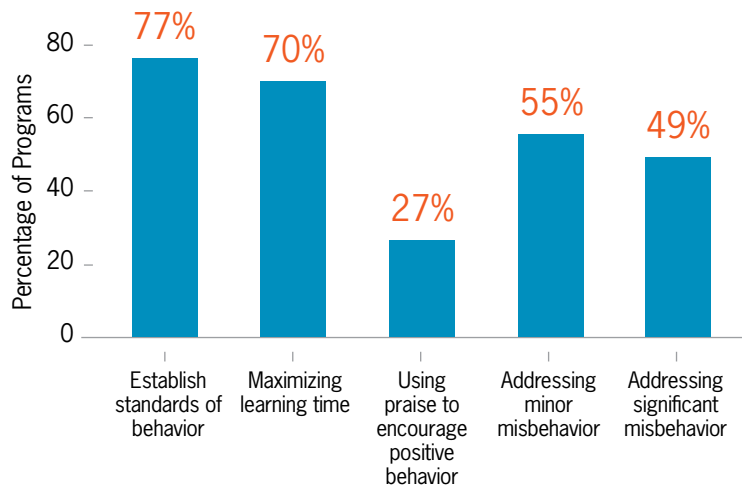 Percentage of Programs
80
60
40
20
0
77%
70%
27%
55%
49%
Establish
standards of
behavior
Maximizing
learning time
Using
praise to
encourage
positive
behavior
Addressing
minor
misbehavior
Addressing
significant
misbehavior